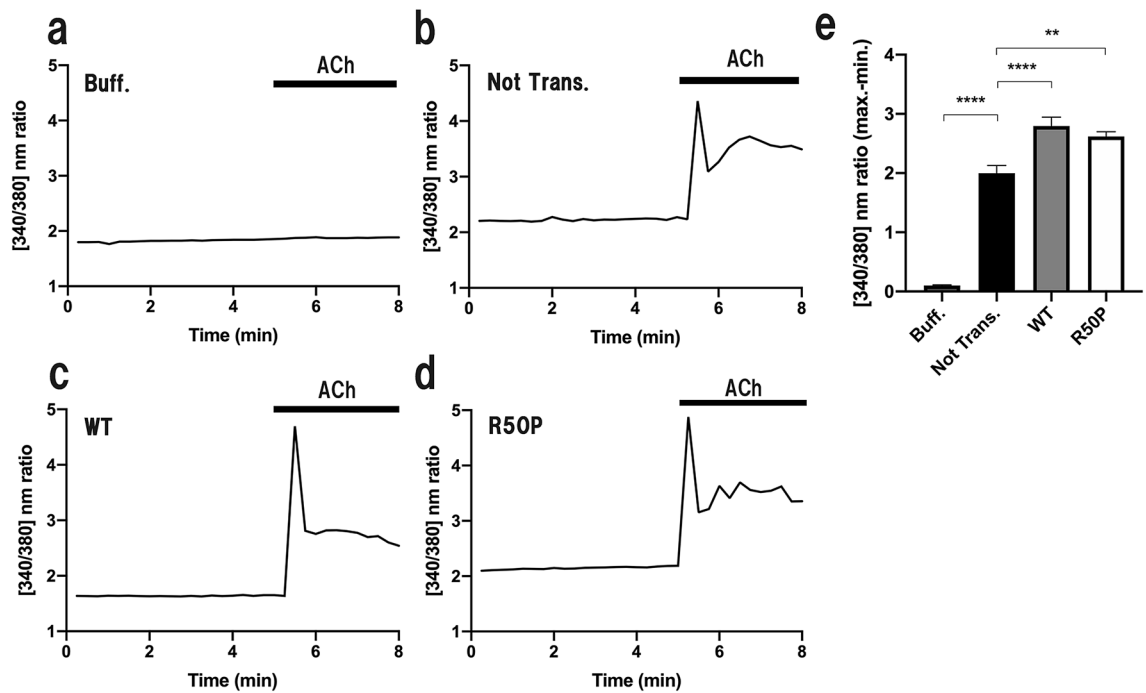 a
Buff.
ACh
[340/380] nm ratio
5
4
3
2
1
0
2
4
6
8
Time (min)
b
Not Trans.
ACh
[340/380] nm ratio
5
4
3
2
1
0
2
4
6
8
Time (min)
e
[340/380] nm ratio (max.-min.)
4
3
2
1
0
**
****
****
Buff.
Not Trans.
WT
R50P
c
WT
ACh
[340/380] nm ratio
5
4
3
2
1
0
2
4
6
8
Time (min)
d
R50P
ACh
[340/380] nm ratio
5
4
3
2
1
0
2
4
6
8
Time (min)